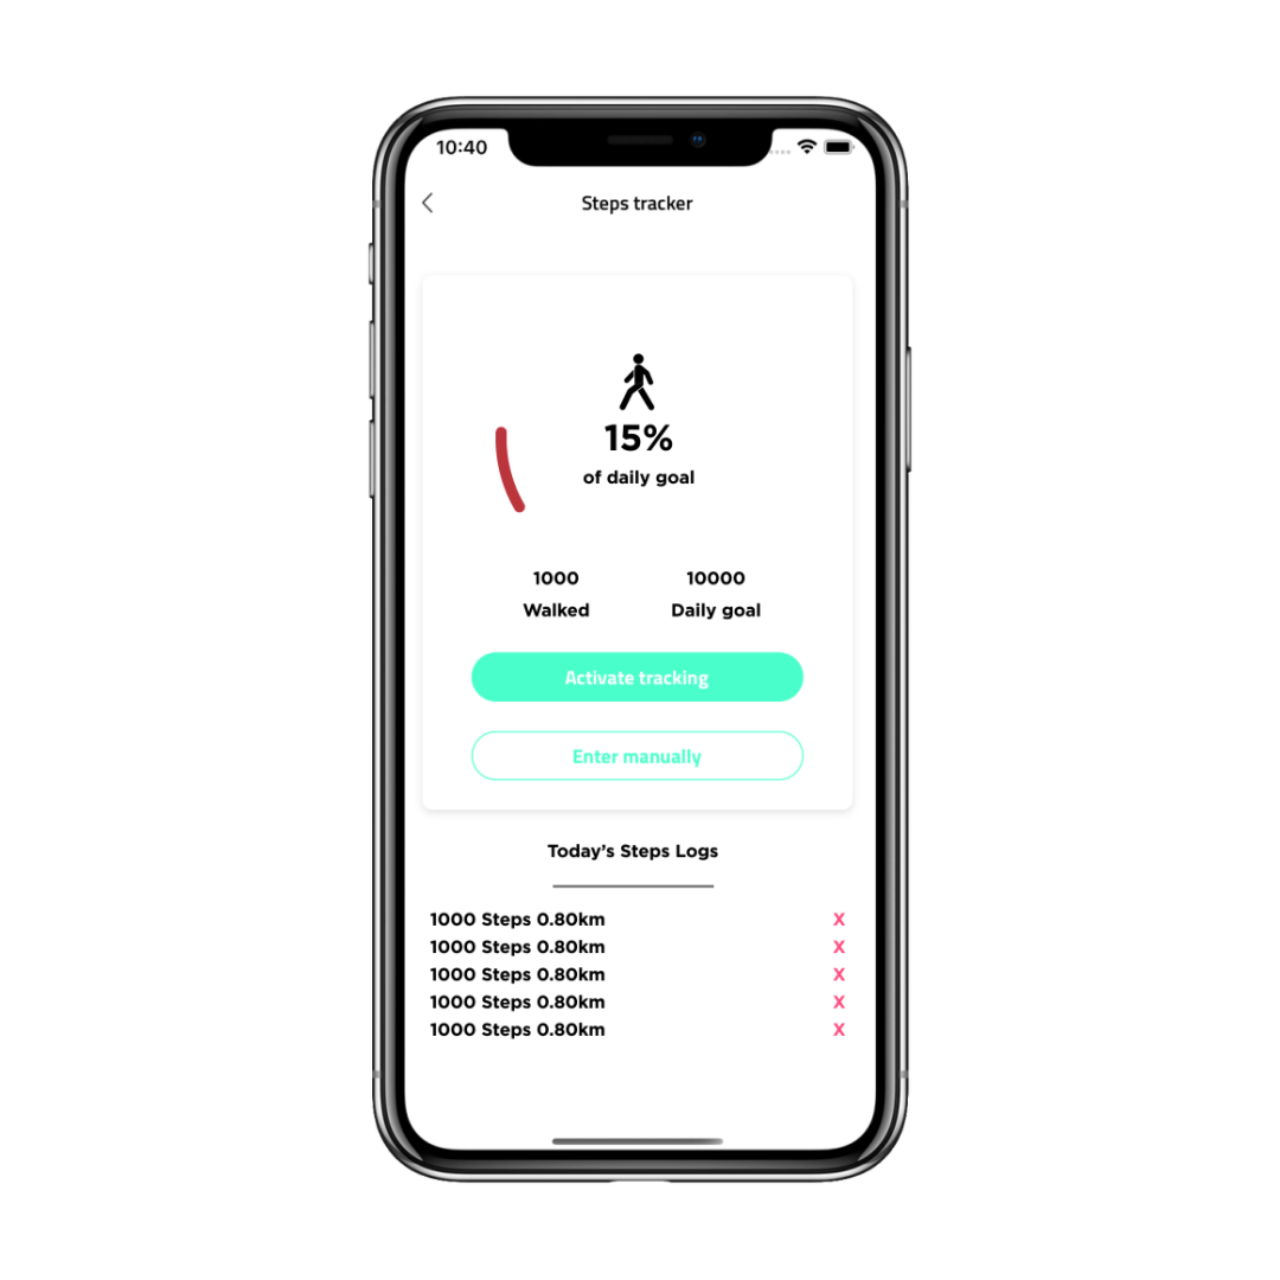 10:40
Steps tracker
15%
of daily goal
1000 10000
Walked Daily goal
Activate tracking
Enter manually
Today’s Steps Logs
1000 Steps 0.80km X
1000 Steps 0.80km X
1000 Steps 0.80km X
1000 Steps 0.80km X
1000 Steps 0.80km X